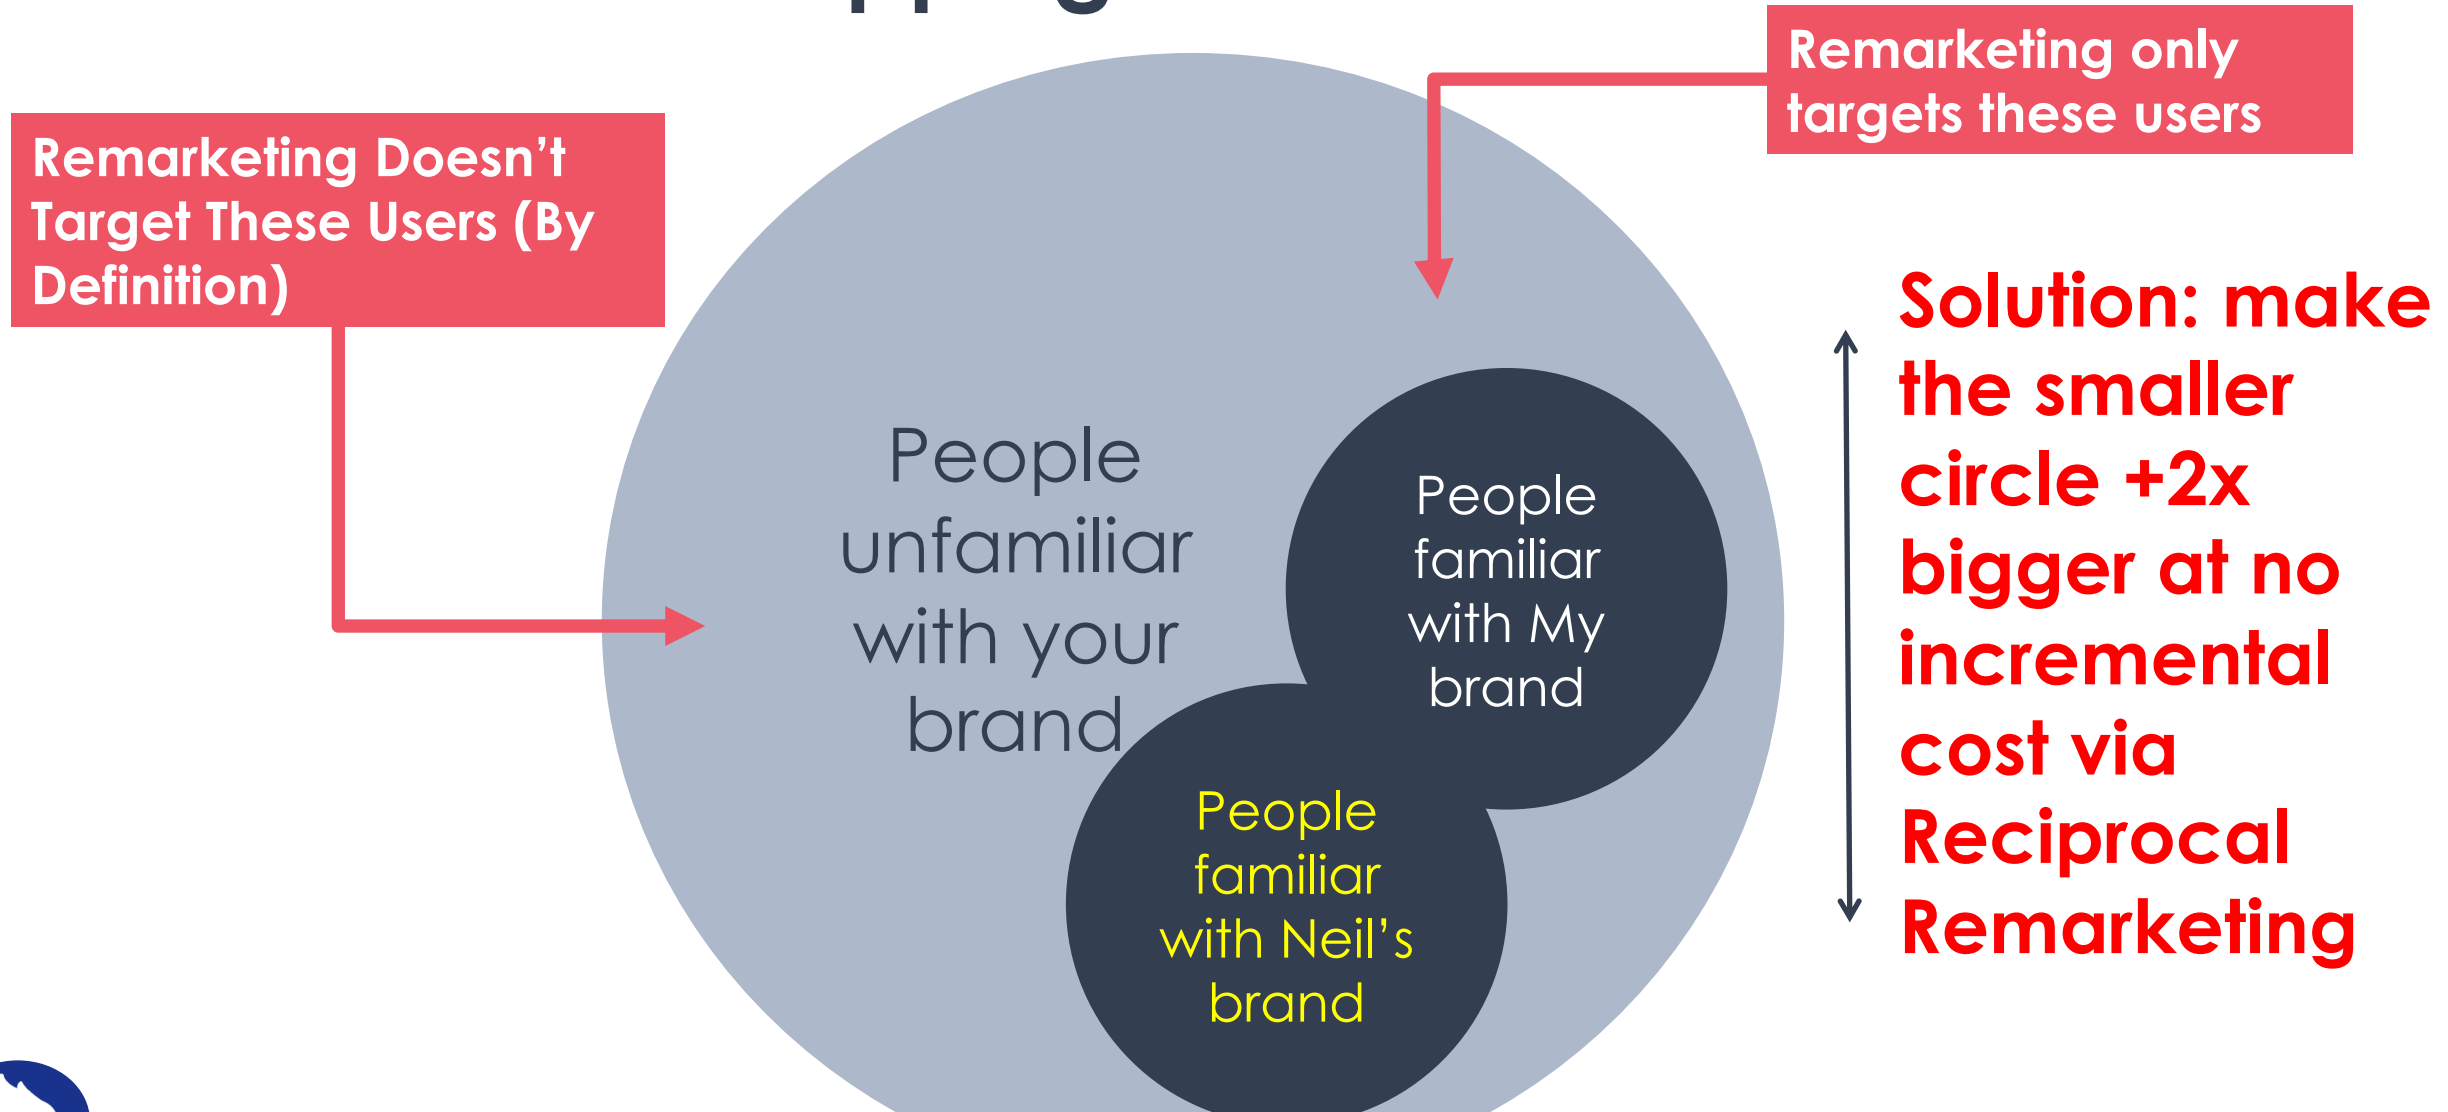 Remarketing only
targets these users
Remarketing Doesn’t
Target These Users (By
Definition)
People
unfamiliar
with your
brand
People
familiar
with My
brand
People
familiar
with Neil’s
brand
Solution: make
the smaller
circle +2x
bigger at no
incremental
cost via
Reciprocal
Remarketing